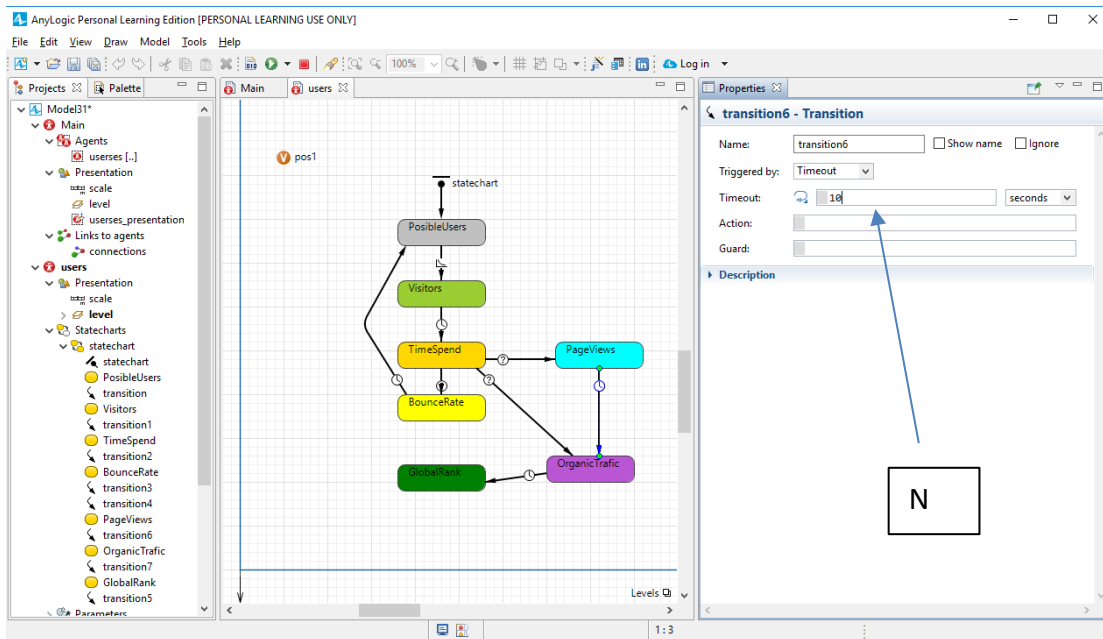 AnyLogic Personal Learning Edition [PERSONAL LEARNING USE ONLY]
File Edit View Draw Model Tools Help
100% Log in
Projects Palette
Model31*
Main
Agents
userses [..]
Presentation
scale
level
userses_presentation
Links to agents
connections
users
Presentation
scale
level
Statecharts
statechart
statechart
PosibleUsers
transition
Visitors
transition1
TimeSpend
transition2
BounceRate
transition3
transition4
PageViews
transition6
OrganicTrafic
transition7
GlobalRank
transition5
Parameters
Main users
pos1
statechart
PosibleUsers
Visitors
TimeSpend
PageViews
BounceRate
OrganicTrafic
GlobalRank
Levels
Properties
transition6 - Transition
Name: transition6 Show name Ignore
Triggered by: Timeout
Timeout: 10 seconds
Action:
Guard:
Description
N
1 : 3